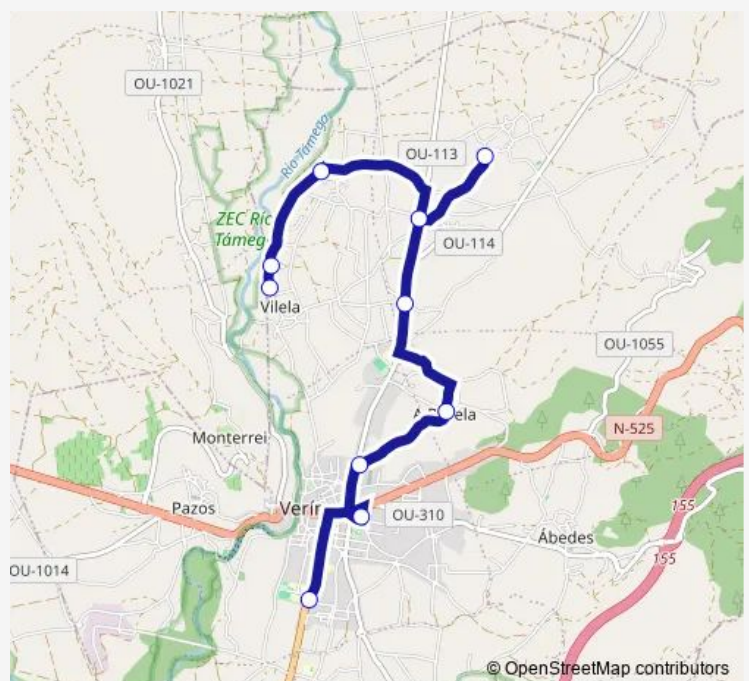 OU-1021
Río Támega
OU-113
ZEC Río
Támeg
OU-114
Vilela
OU-1055
N-525
Monterrei
Pazos
Verín
OU-310
155
Ábedes
155
OU-1014
© OpenStreetMap contributors